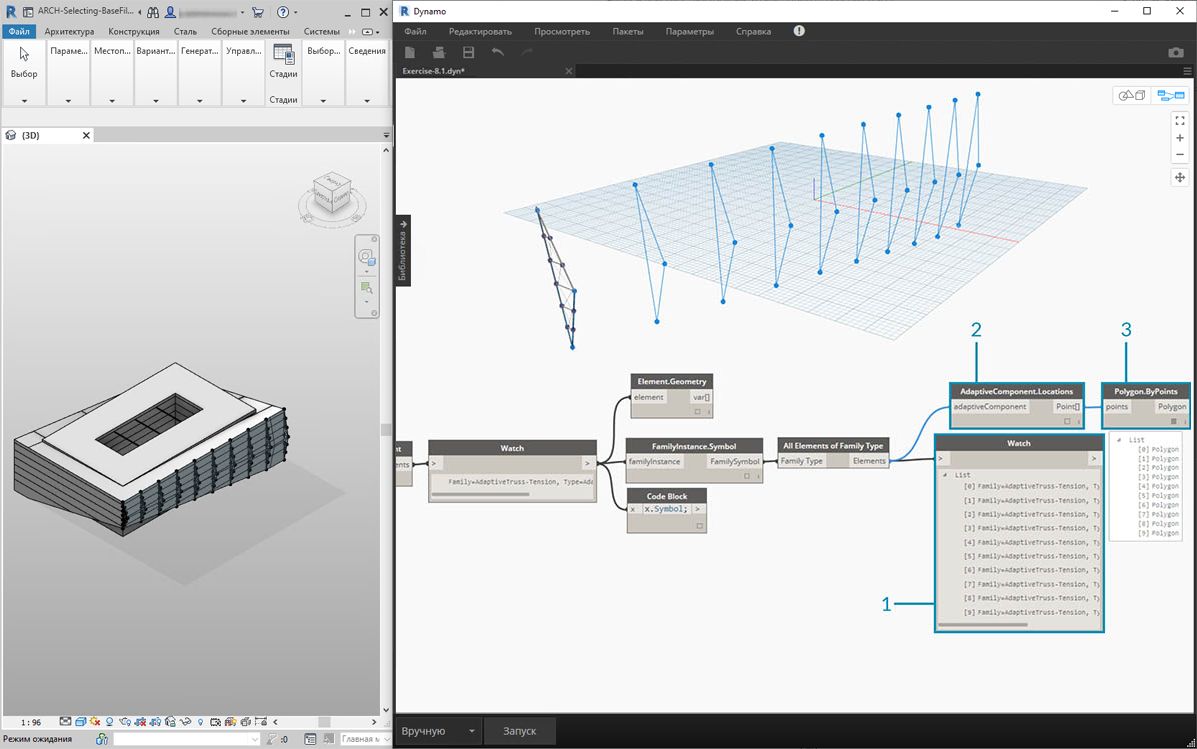 ARCH-Selecting-BaseFil...
Файл Архитектура Конструкция Сталь Сборные элементы Системы
Выбор
Параме... Местоп... Вариант... Генерат... Управл...
Стадии
Стадии
Выбор... Сведения
{3D}
1 : 96
Режим ожидания
:0
Главная м
Dynamo
Файл Редактировать Просмотреть Пакеты Параметры Справка
Exercise-8.1.dyn*
Библиотека
2
3
Element.Geometry
element var[]
AdaptiveComponent.Locations
adaptiveComponent Point[]
Polygon.ByPoints
points Polygon
nt
ents
Watch
> >
Family=AdaptiveTruss-Tension, Type=Ada
FamilyInstance.Symbol
familyInstance FamilySymbol
All Elements of Family Type
Family Type Elements
Code Block
x x.Symbol; >
Watch
> >
List
[0] Family=AdaptiveTruss-Tension, Ty
[1] Family=AdaptiveTruss-Tension, Ty
[2] Family=AdaptiveTruss-Tension, Ty
[3] Family=AdaptiveTruss-Tension, Ty
[4] Family=AdaptiveTruss-Tension, Ty
[5] Family=AdaptiveTruss-Tension, Ty
[6] Family=AdaptiveTruss-Tension, Ty
[7] Family=AdaptiveTruss-Tension, Ty
[8] Family=AdaptiveTruss-Tension, Ty
[9] Family=AdaptiveTruss-Tension, Ty
List
[0] Polygon
[1] Polygon
[2] Polygon
[3] Polygon
[4] Polygon
[5] Polygon
[6] Polygon
[7] Polygon
[8] Polygon
[9] Polygon
1
Вручную Запуск